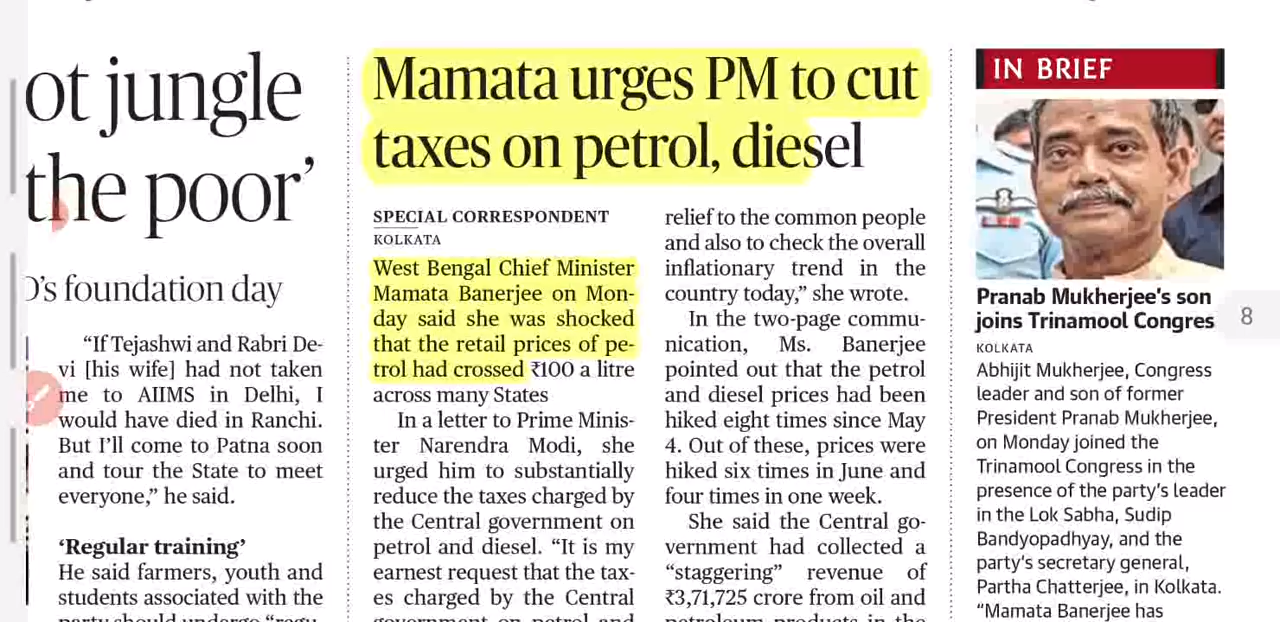 ot jungle
the poor’
’s foundation day
“If Tejashwi and Rabri De-
vi [his wife] had not taken
me to AIIMS in Delhi, I
would have died in Ranchi.
But I’ll come to Patna soon
and tour the State to meet
everyone,” he said.
‘Regular training’
He said farmers, youth and
students associated with the
Mamata urges PM to cut
taxes on petrol, diesel
SPECIAL CORRESPONDENT
KOLKATA
West Bengal Chief Minister
Mamata Banerjee on Mon-
day said she was shocked
that the retail prices of pe-
trol had crossed ₹100 a litre
across many States
In a letter to Prime Minis-
ter Narendra Modi, she
urged him to substantially
reduce the taxes charged by
the Central government on
petrol and diesel. “It is my
earnest request that the tax-
es charged by the Central
government on petrol and
relief to the common people
and also to check the overall
inflationary trend in the
country today,” she wrote.
In the two-page commu-
nication, Ms. Banerjee
pointed out that the petrol
and diesel prices had been
hiked eight times since May
4. Out of these, prices were
hiked six times in June and
four times in one week.
She said the Central go-
vernment had collected a
“staggering” revenue of
₹3,71,725 crore from oil and
petroleum products in the
IN BRIEF
Pranab Mukherjee’s son
joins Trinamool Congres
KOLKATA
Abhijit Mukherjee, Congress
leader and son of former
President Pranab Mukherjee,
on Monday joined the
Trinamool Congress in the
presence of the party’s leader
in the Lok Sabha, Sudip
Bandyopadhyay, and the
party’s secretary general,
Partha Chatterjee, in Kolkata.
“Mamata Banerjee has
8